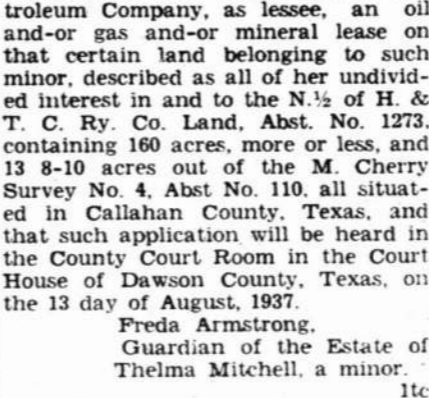 troleum Company, as lessee, an oil
and-or gas and-or mineral lease on
that certain land belonging to such
minor, described as all of her undivid-
ed interest in and to the N.½ of H. &
T. C. Ry. Co. Land, Abst. No. 1273,
containing 160 acres, more or less, and
13 8-10 acres out of the M. Cherry
Survey No. 4, Abst No. 110, all situat-
ed in Callahan County, Texas, and
that such application will be heard in
the County Court Room in the Court
House of Dawson County, Texas, on
the 13 day of August, 1937.
Freda Armstrong,
Guardian of the Estate of
Thelma Mitchell, a minor.
1tc